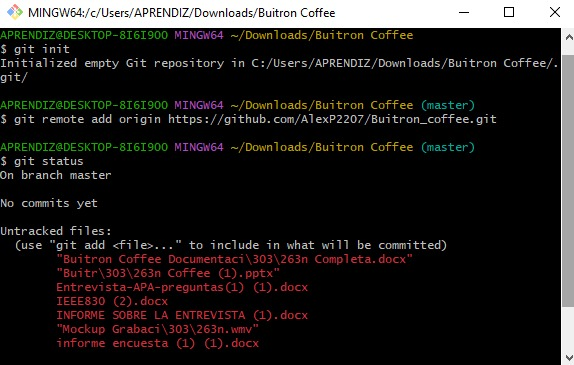 MINGW64:/c/Users/APRENDIZ/Downloads/Buitron Coffee
APRENDIZ@DESKTOP-8I6I9OO MINGW64 ~/Downloads/Buitron Coffee
$ git init
Initialized empty Git repository in C:/Users/APRENDIZ/Downloads/Buitron Coffee/.
git/
APRENDIZ@DESKTOP-8I6I9OO MINGW64 ~/Downloads/Buitron Coffee (master)
$ git remote add origin https://github.com/AlexP2207/Buitron_coffee.git
APRENDIZ@DESKTOP-8I6I9OO MINGW64 ~/Downloads/Buitron Coffee (master)
$ git status
On branch master
No commits yet
Untracked files:
(use "git add <file>..." to include in what will be committed)
"Buitron Coffee Documentaci\303\263n Completa.docx"
"Buitr\303\263n Coffee (1).pptx"
Entrevista-APA-preguntas(1) (1).docx
IEEE830 (2).docx
INFORME SOBRE LA ENTREVISTA (1).docx
"Mockup Grabaci\303\263n.wmv"
informe encuesta (1) (1).docx